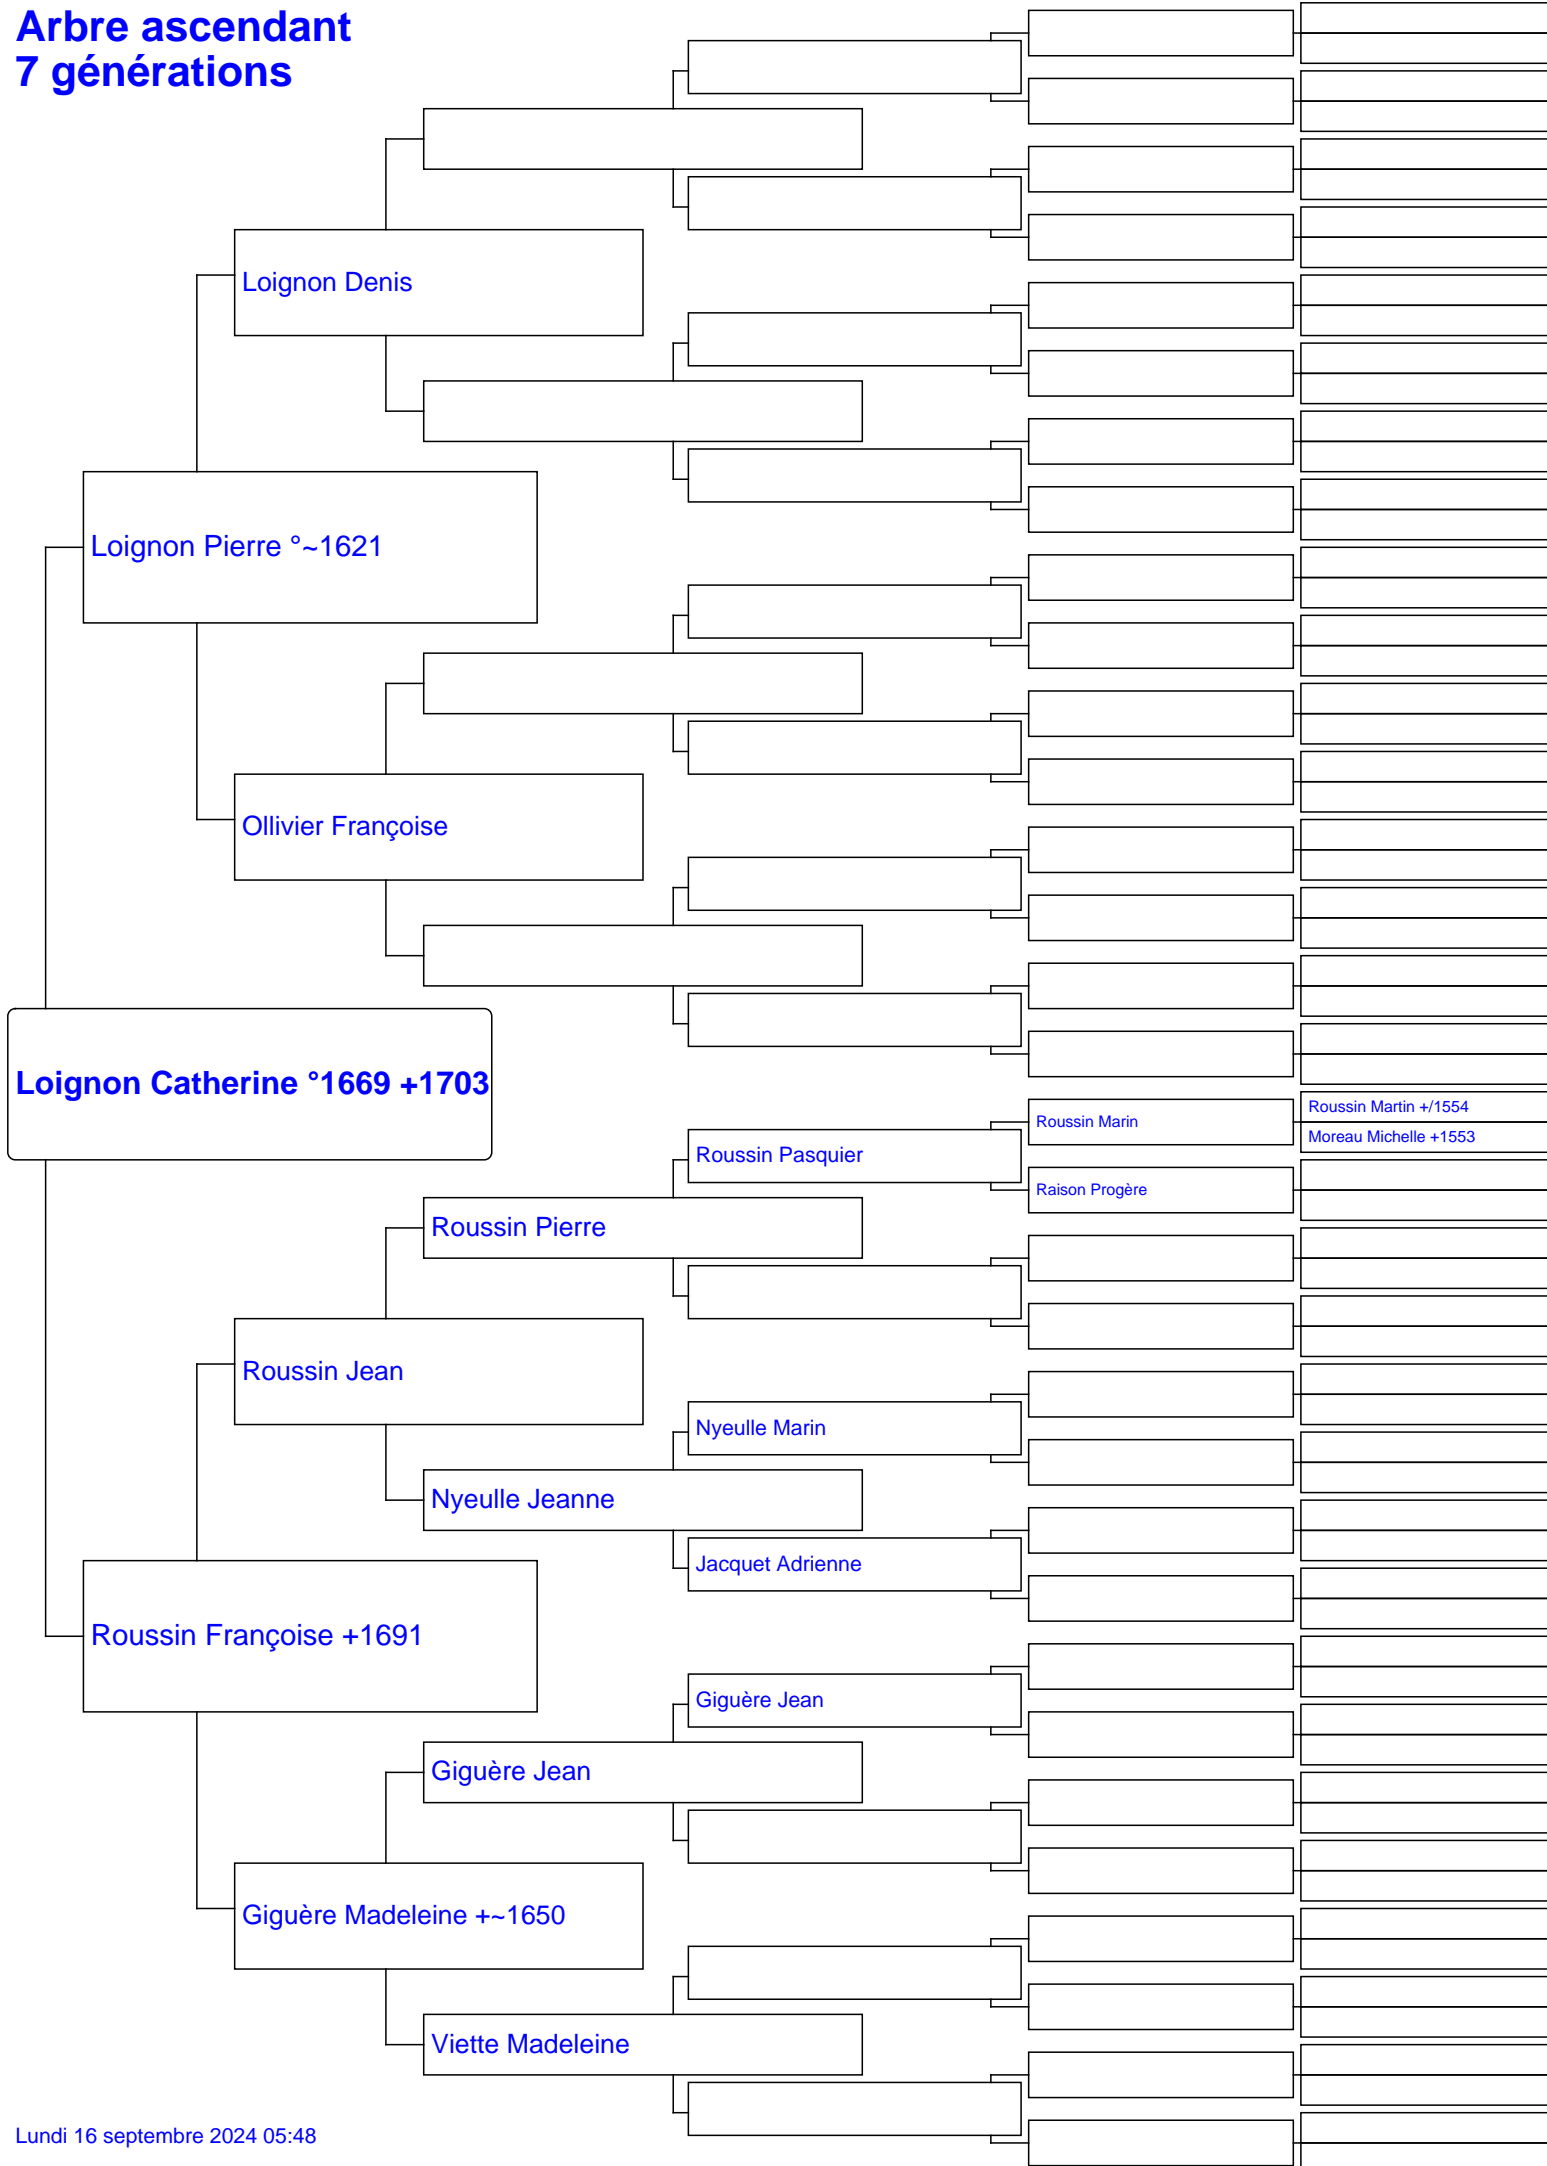 Arbre ascendant
7 générations
Loignon Denis
Loignon Pierre °~1621
Ollivier Françoise
Loignon Catherine °1669 +1703
Roussin Martin +/1554
Roussin Marin
Moreau Michelle +1553
Roussin Pasquier
Raison Progère
Roussin Pierre
Roussin Jean
Nyeulle Marin
Nyeulle Jeanne
Jacquet Adrienne
Roussin Françoise +1691
Giguère Jean
Giguère Jean
Giguère Madeleine +~1650
Viette Madeleine
Lundi 16 septembre 2024 05:48